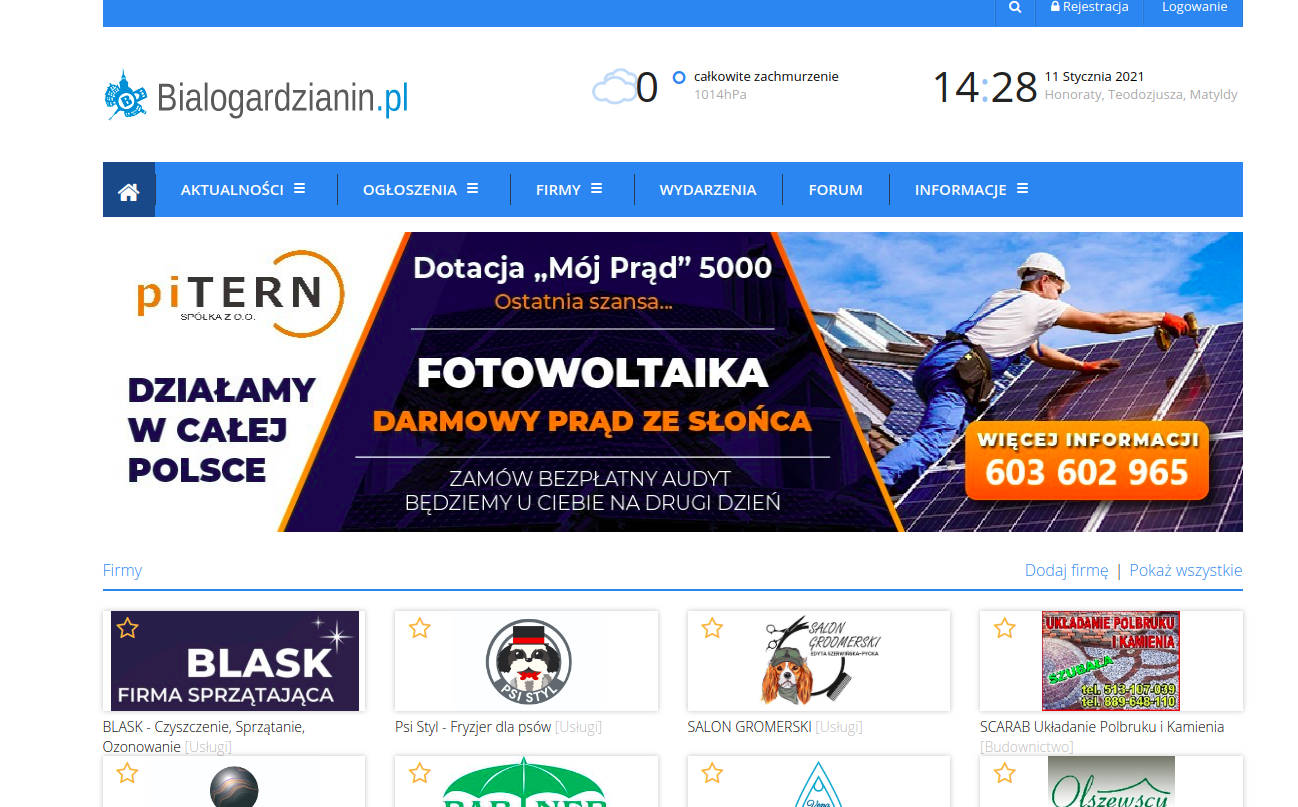 Rejestracja
Logowanie
Bialogardzianin.pl
0
całkowite zachmurzenie
1014hPa
14:28
11 Stycznia 2021
Honoraty, Teodozjusza, Matyldy
AKTUALNOŚCI
OGŁOSZENIA
FIRMY
WYDARZENIA
FORUM
INFORMACJE
piTERN
SPÓŁKA Z O.O.
DZIAŁAMY
W CAŁEJ
POLSCE
Dotacja „Mój Prąd” 5000
Ostatnia szansa...
FOTOWOLTAIKA
DARMOWY PRĄD ZE SŁOŃCA
ZAMÓW BEZPŁATNY AUDYT
BĘDZIEMY U CIEBIE NA DRUGI DZIEŃ
WIĘCEJ INFORMACJI
603 602 965
Firmy
Dodaj firmę | Pokaż wszystkie
BLASK
FIRMA SPRZĄTAJĄCA
BLASK - Czyszczenie, Sprzątanie,
Ozonowanie [Usługi]
PSI STYL
Psi Styl - Fryzjer dla psów [Usługi]
SALON
GROOMERSKI
EDYTA SZERWIŃSKA-PYCKA
SALON GROMERSKI [Usługi]
UKŁADANIE POLBRUKU
I KAMIENIA
SZUBAŁA
tel. 513-107-039
tel. 889-648-110
SCARAB Układanie Polbruku i Kamienia
[Budownictwo]
PARTNER
Olszewscy